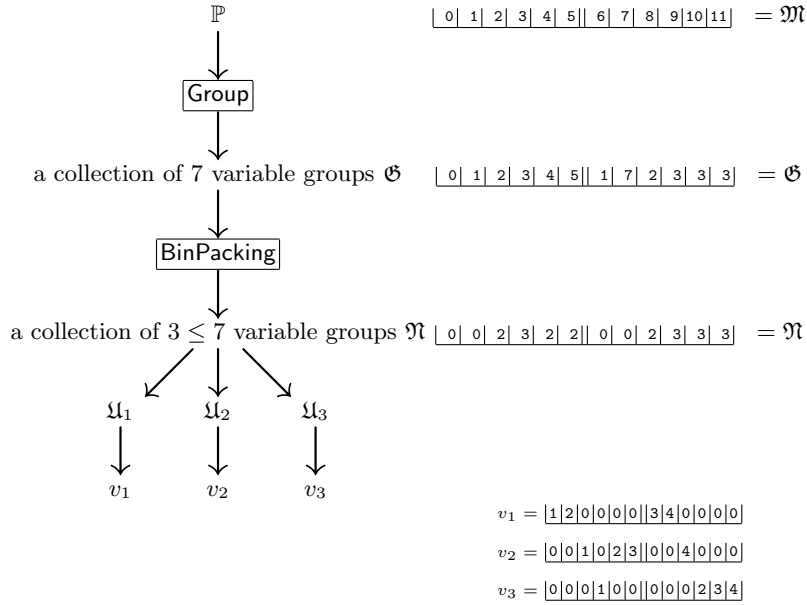 ℙ | 0| 1| 2| 3| 4| 5|| 6| 7| 8| 9|10|11| = 𝔐
Group
a collection of 7 variable groups 𝔊 | 0| 1| 2| 3| 4| 5|| 1| 7| 2| 3| 3| 3| = 𝔊
BinPacking
a collection of 3 ≤ 7 variable groups 𝔑 | 0| 0| 2| 3| 2| 2|| 0| 0| 2| 3| 3| 3| = 𝔑
𝔘₁ 𝔘₂ 𝔘₃
v₁ v₂ v₃
v₁ = |1|2|0|0|0|0||3|4|0|0|0|0|
v₂ = |0|0|1|0|2|3||0|0|4|0|0|0|
v₃ = |0|0|0|1|0|0||0|0|0|2|3|4|